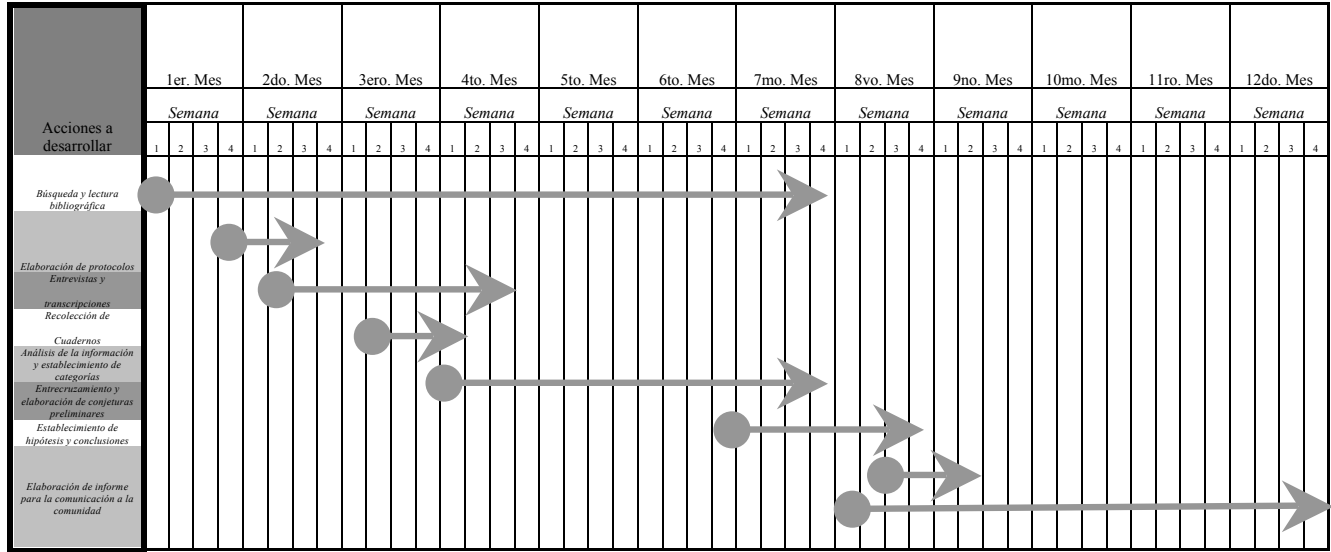 1er. Mes 2do. Mes 3ero. Mes 4to. Mes 5to. Mes 6to. Mes 7mo. Mes 8vo. Mes 9no. Mes 10mo. Mes 11ro. Mes 12do. Mes
Semana Semana Semana Semana Semana Semana Semana Semana Semana Semana Semana Semana
Acciones a
desarrollar
1 2 3 4 1 2 3 4 1 2 3 4 1 2 3 4 1 2 3 4 1 2 3 4 1 2 3 4 1 2 3 4 1 2 3 4 1 2 3 4 1 2 3 4 1 2 3 4
Búsqueda y lectura
bibliográfica
Elaboración de protocolos
Entrevistas y
transcripciones
Recolección de
Cuadernos
Análisis de la información
y establecimiento de
categorías
Entrecruzamiento y
elaboración de conjeturas
preliminares
Establecimiento de
hipótesis y conclusiones
Elaboración de informe
para la comunicación a la
comunidad